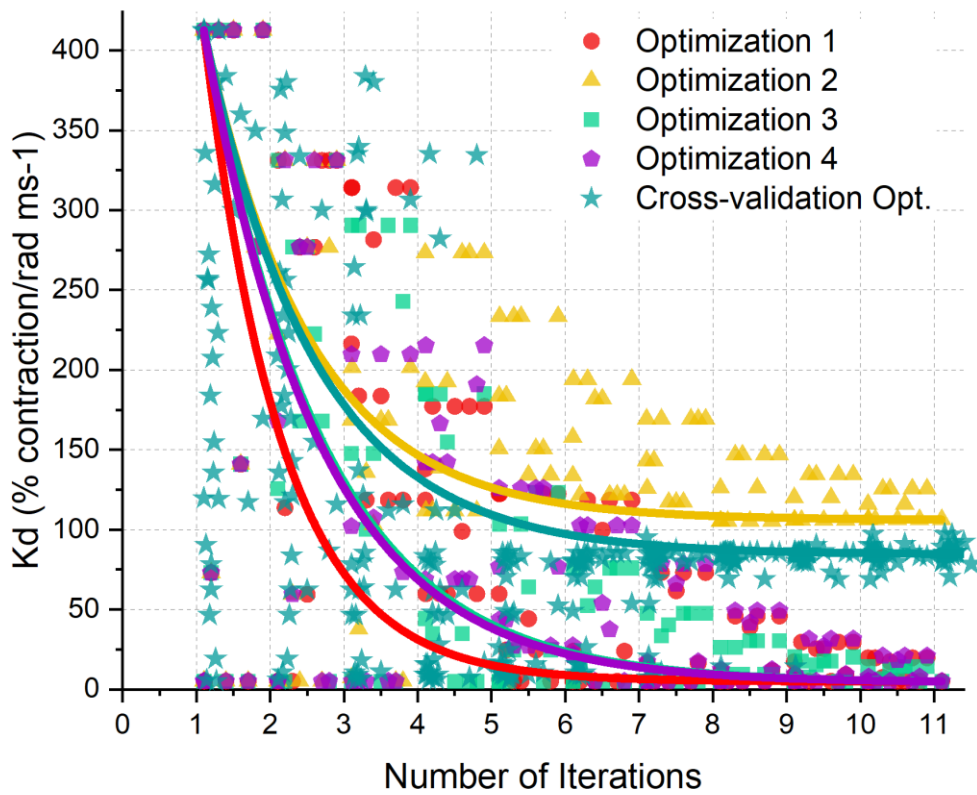 400
350
300
250
200
150
100
50
0
Kd (% contraction/rad ms-1)
Optimization 1
Optimization 2
Optimization 3
Optimization 4
Cross-validation Opt.
0 1 2 3 4 5 6 7 8 9 10 11
Number of Iterations